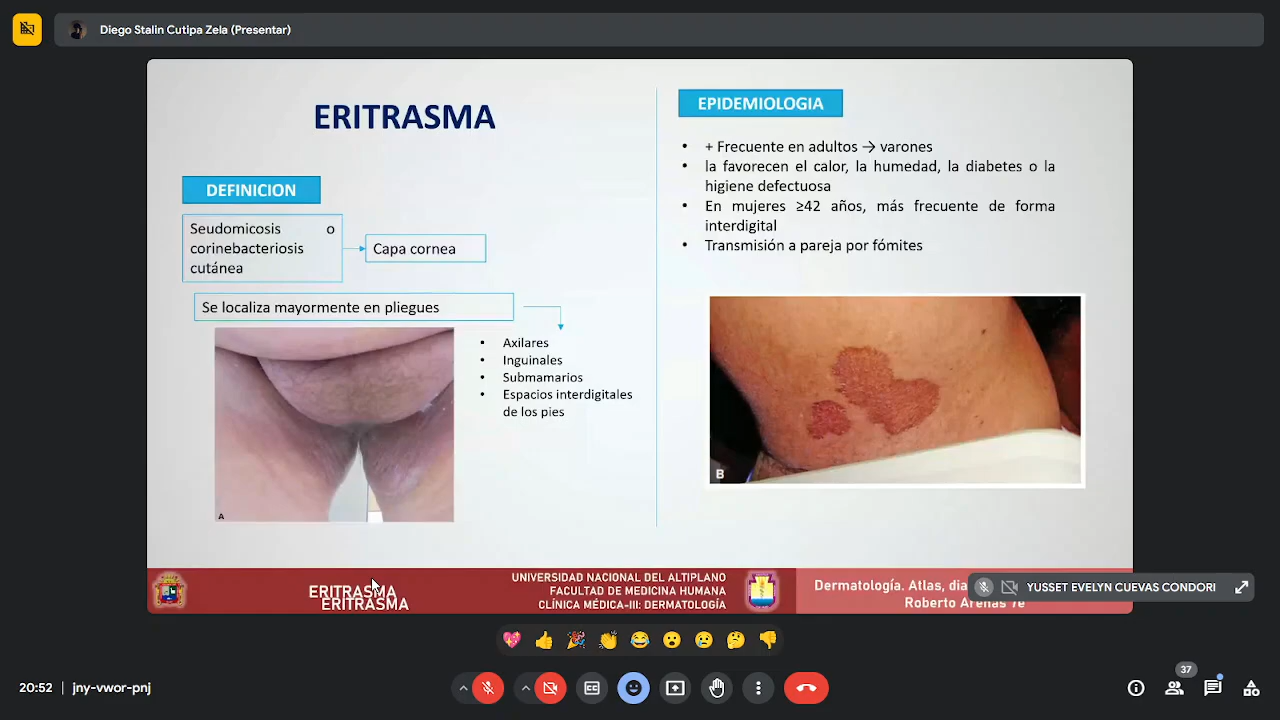 Diego Stalin Cutipa Zela (Presentar)
ERITRASMA
DEFINICION
Seudomicosis o
corinebacteriosis
cutánea
Capa cornea
Se localiza mayormente en pliegues
• Axilares
• Inguinales
• Submamarios
• Espacios interdigitales
de los pies
A
EPIDEMIOLOGIA
• + Frecuente en adultos → varones
• la favorecen el calor, la humedad, la diabetes o la
higiene defectuosa
• En mujeres ≥42 años, más frecuente de forma
interdigital
• Transmisión a pareja por fómites
B
ERITRASMA
ERITRASMA
UNIVERSIDAD NACIONAL DEL ALTIPLANO
FACULTAD DE MEDICINA HUMANA
CLÍNICA MÉDICA-III: DERMATOLOGÍA
Dermatología. Atlas,
Roberto Arenas 7e
YUSSET EVELYN CUEVAS CONDORI
20:52 | jny-vwor-pnj
37